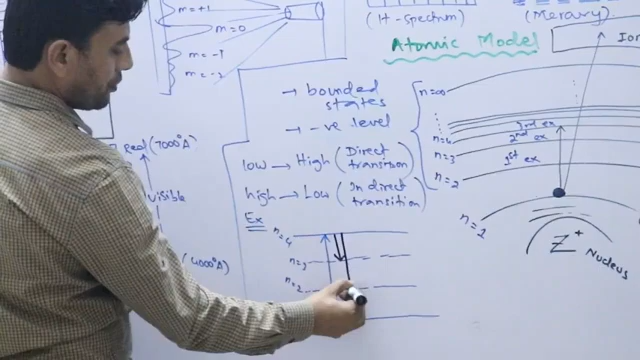 m=+1
m=0
m=-1
m=-2
(H-Spectrum)
(Merary)
Atomic Model
Ion
Real (7000°A)
Visible
(4000°A)
→ bounded
states
→ -ve level
low → High (Direct
transition)
high → Low (In direct
transition)
Ex
n=4
n=3
n=2
n=∞
n=4
n=3
n=2
n=1
3rd ex
2nd ex
1st ex
Z+
Nucleus